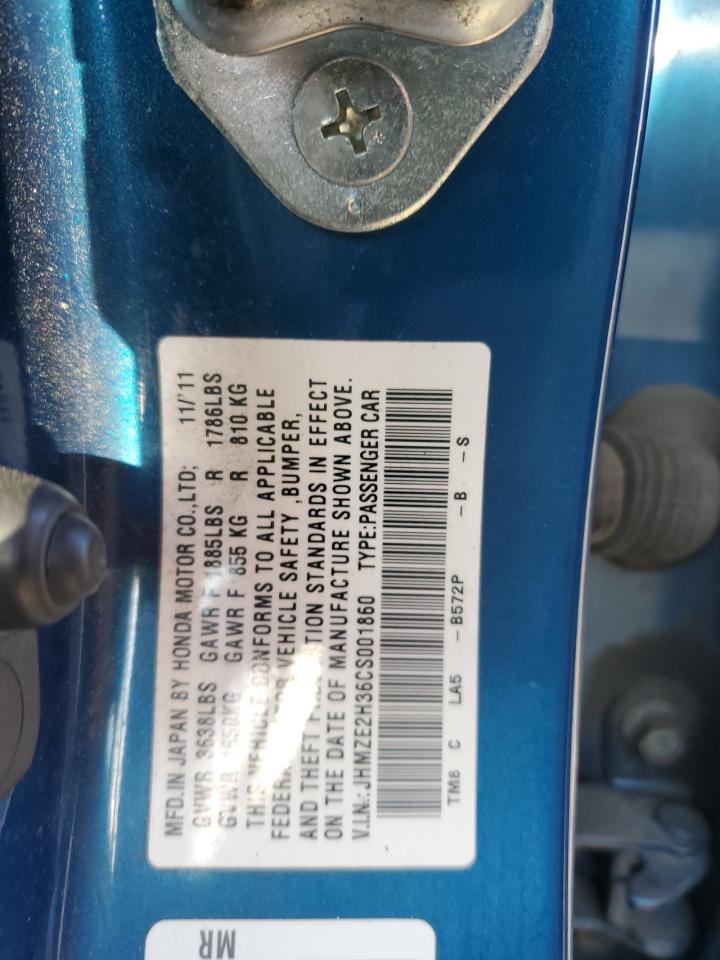 MFD.IN JAPAN BY HONDA MOTOR CO.,LTD; 11/'11
GVWR 3638LBS GAWR F 1885LBS R 1786LBS
GVWR 1650KG GAWR F 855 KG R 810 KG
THIS VEHICLE CONFORMS TO ALL APPLICABLE
FEDERAL MOTOR VEHICLE SAFETY ,BUMPER,
AND THEFT STANDARDS IN EFFECT
ON THE DATE OF MANUFACTURE SHOWN ABOVE.
V.I.N.:JHMZE2H36CS001860 TYPE:PASSENGER CAR
TM8 C LA5 -B572P -B -S
MR